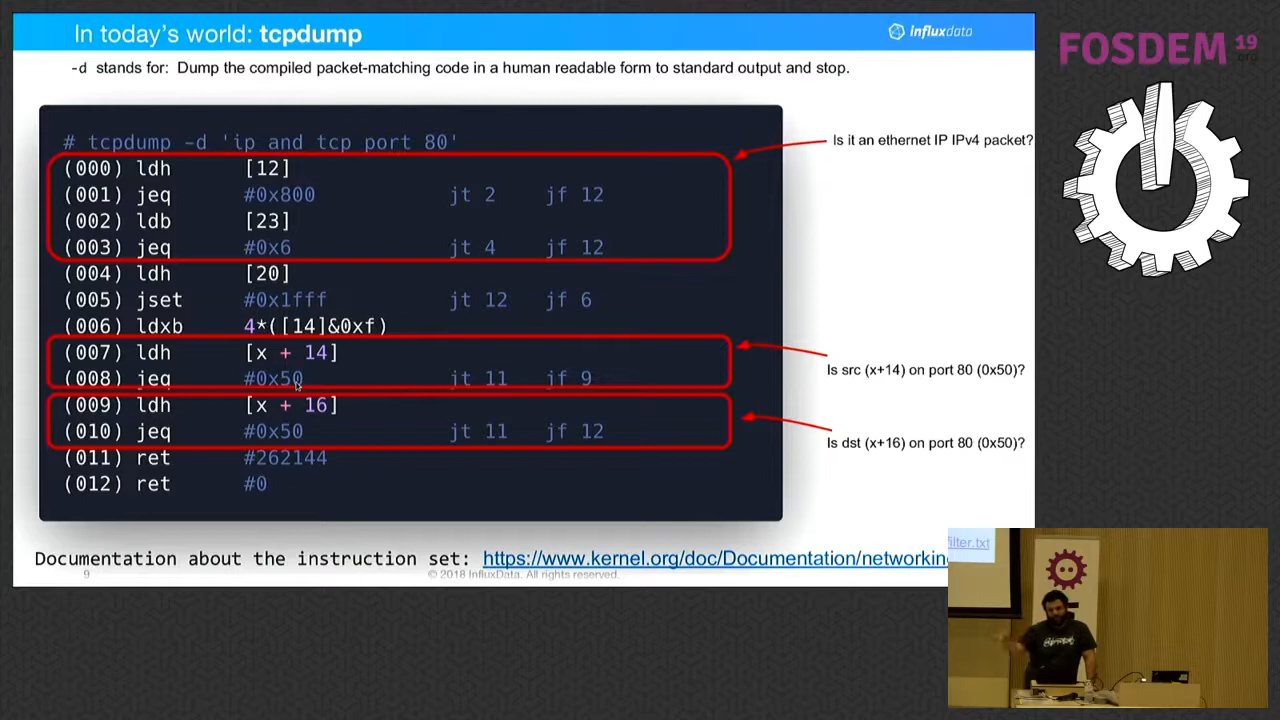 In today's world: tcpdump
influxdata
FOSDEM 19
.org
-d stands for: Dump the compiled packet-matching code in a human readable form to standard output and stop.
# tcpdump -d 'ip and tcp port 80'
(000) ldh [12]
(001) jeq #0x800 jt 2 jf 12
(002) ldb [23]
(003) jeq #0x6 jt 4 jf 12
(004) ldh [20]
(005) jset #0x1fff jt 12 jf 6
(006) ldxb 4*([14]&0xf)
(007) ldh [x + 14]
(008) jeq #0x50 jt 11 jf 9
(009) ldh [x + 16]
(010) jeq #0x50 jt 11 jf 12
(011) ret #262144
(012) ret #0
Is it an ethernet IP IPv4 packet?
Is src (x+14) on port 80 (0x50)?
Is dst (x+16) on port 80 (0x50)?
Documentation about the instruction set: https://www.kernel.org/doc/Documentation/networking
9
© 2018 InfluxData. All rights reserved.
filter.txt